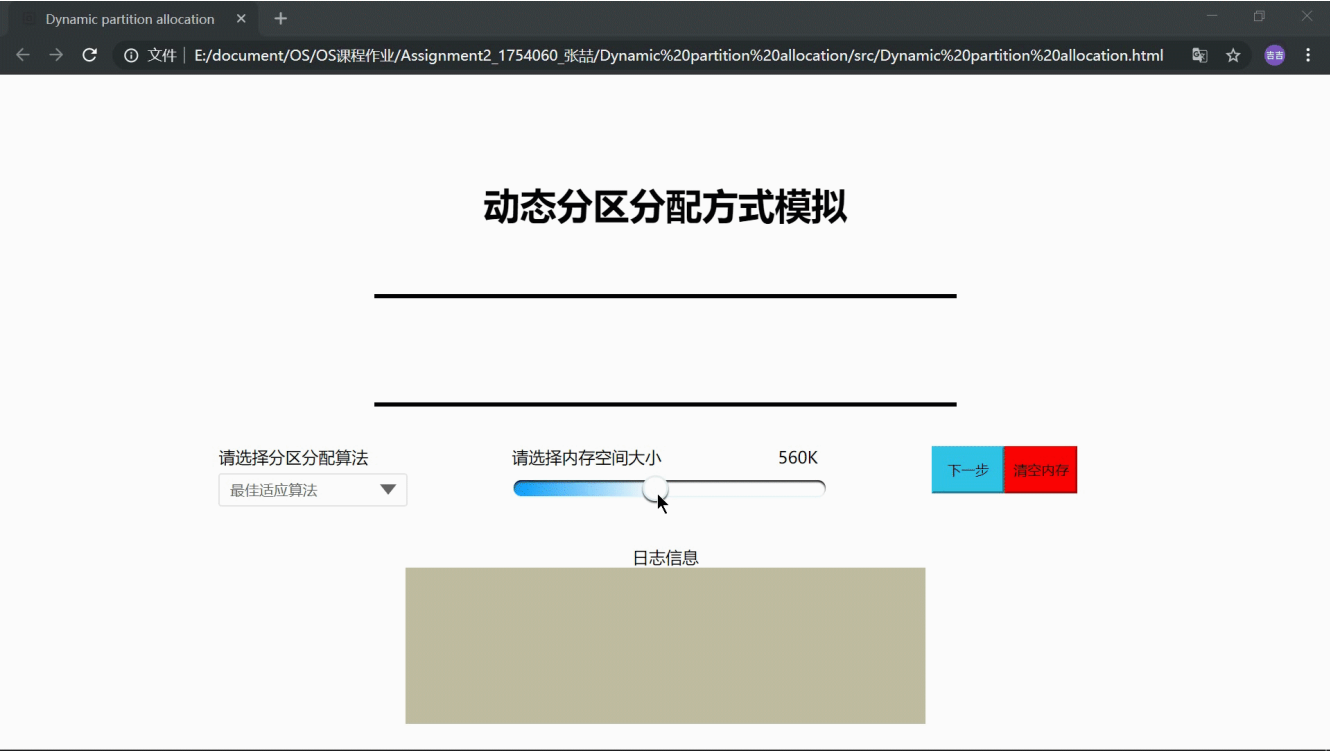 Dynamic partition allocation
文件 | E:/document/OS/OS课程作业/Assignment2_1754060_张喆/Dynamic%20partition%20allocation/src/Dynamic%20partition%20allocation.html
吉吉
动态分区分配方式模拟
请选择分区分配算法
请选择内存空间大小 560K
下一步 清空内存
最佳适应算法
日志信息